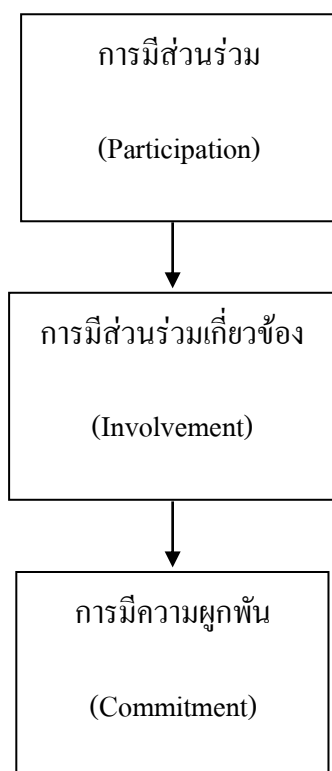 การมีส่วนร่วม
(Participation)
การมีส่วนร่วมเกี่ยวข้อง
(Involvement)
การมีความผูกพัน
(Commitment)